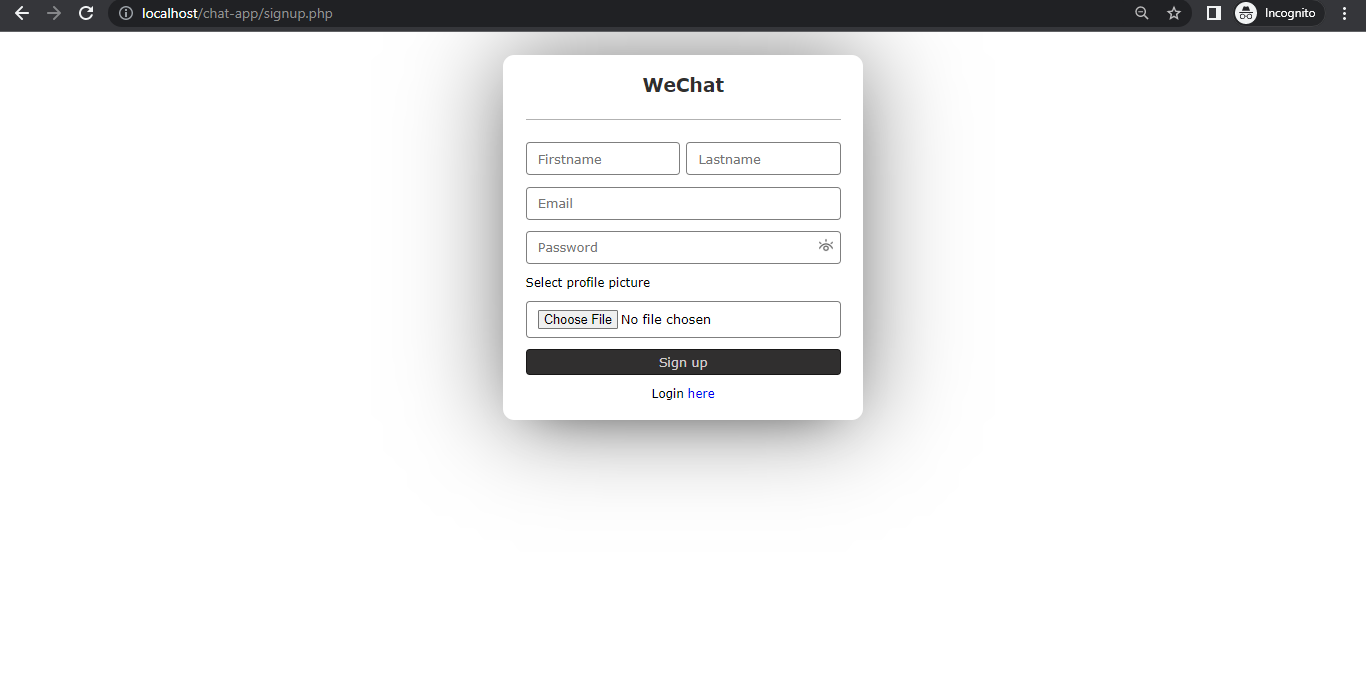 localhost/chat-app/signup.php
Incognito
WeChat
Firstname Lastname
Email
Password
Select profile picture
Choose File No file chosen
Sign up
Login here